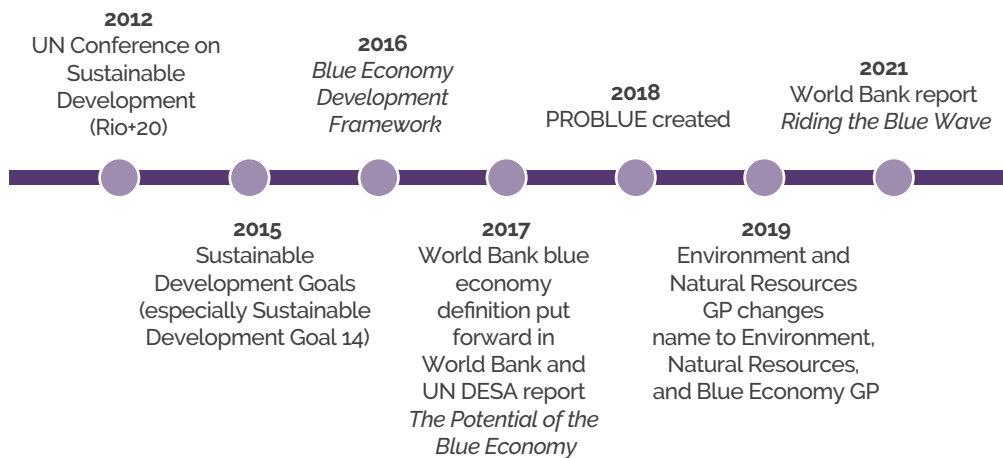 2012
UN Conference on
Sustainable
Development
(Rio+20)
2015
Sustainable
Development Goals
(especially Sustainable
Development Goal 14)
2016
Blue Economy
Development
Framework
2017
World Bank blue
economy
definition put
forward in
World Bank and
UN DESA report
The Potential of the
Blue Economy
2018
PROBLUE created
2019
Environment and
Natural Resources
GP changes
name to Environment,
Natural Resources,
and Blue Economy GP
2021
World Bank report
Riding the Blue Wave